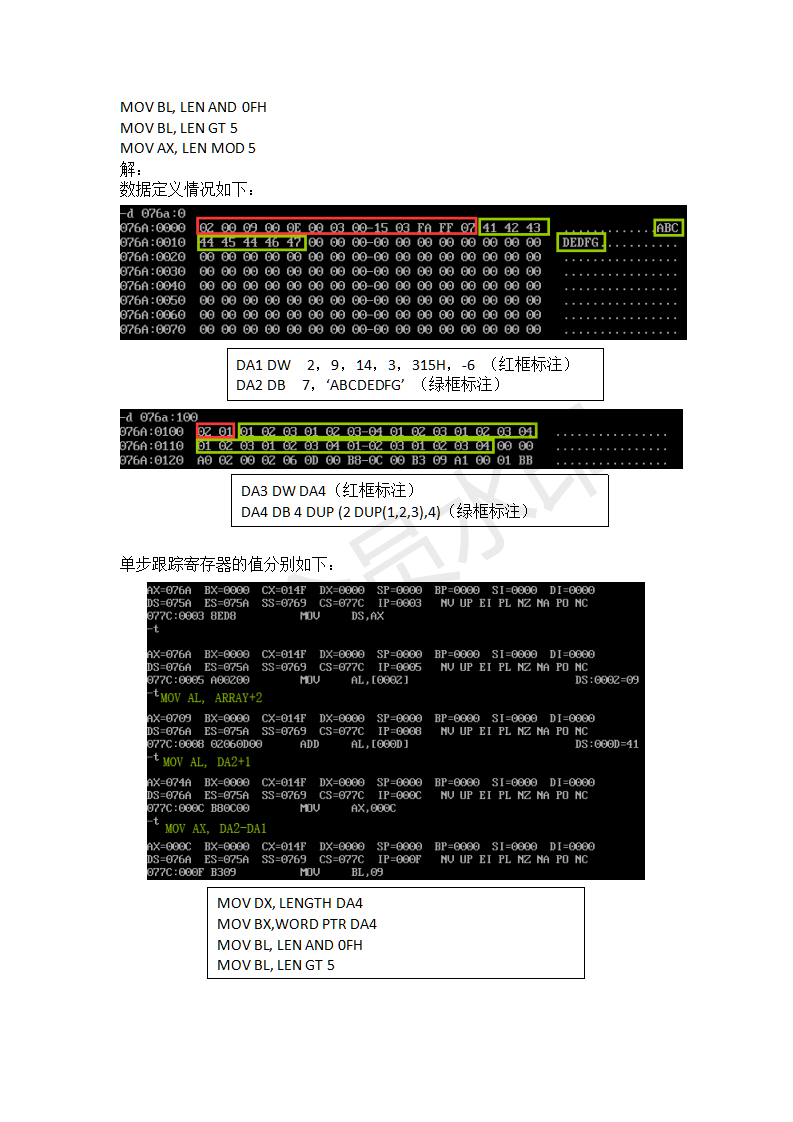 MOV BL, LEN AND 0FH
MOV BL, LEN GT 5
MOV AX, LEN MOD 5
解：
数据定义情况如下：
-d 076a:0
076A:0000 02 00 09 00 0E 00 03 00-15 03 FA FF 07 41 42 43 .............ABC
076A:0010 44 45 44 46 47 00 00 00-00 00 00 00 00 00 00 00 DEDFG...........
076A:0020 00 00 00 00 00 00 00 00-00 00 00 00 00 00 00 00 ................
076A:0030 00 00 00 00 00 00 00 00-00 00 00 00 00 00 00 00 ................
076A:0040 00 00 00 00 00 00 00 00-00 00 00 00 00 00 00 00 ................
076A:0050 00 00 00 00 00 00 00 00-00 00 00 00 00 00 00 00 ................
076A:0060 00 00 00 00 00 00 00 00-00 00 00 00 00 00 00 00 ................
076A:0070 00 00 00 00 00 00 00 00-00 00 00 00 00 00 00 00 ................
DA1 DW 2，9，14，3，315H，-6 （红框标注）
DA2 DB 7，‘ABCDEDFG’（绿框标注）
-d 076a:100
076A:0100 02 01 01 02 03 01 02 03-04 01 02 03 01 02 03 04 ................
076A:0110 01 02 03 01 02 03 04 01-02 03 01 02 03 04 00 00 ................
076A:0120 A0 02 00 02 06 0D 00 B8-0C 00 B3 09 A1 00 01 BB ................
DA3 DW DA4（红框标注）
DA4 DB 4 DUP (2 DUP(1,2,3),4)（绿框标注）
单步跟踪寄存器的值分别如下：
AX=076A BX=0000 CX=014F DX=0000 SP=0000 BP=0000 SI=0000 DI=0000
DS=075A ES=075A SS=0769 CS=077C IP=0003 NV UP EI PL NZ NA PO NC
077C:0003 8ED8 MOV DS,AX
-t
AX=076A BX=0000 CX=014F DX=0000 SP=0000 BP=0000 SI=0000 DI=0000
DS=076A ES=075A SS=0769 CS=077C IP=0005 NV UP EI PL NZ NA PO NC
077C:0005 A00200 MOV AL,[0002] DS:0002=09
-t MOV AL, ARRAY+2
AX=0709 BX=0000 CX=014F DX=0000 SP=0000 BP=0000 SI=0000 DI=0000
DS=076A ES=075A SS=0769 CS=077C IP=0008 NV UP EI PL NZ NA PO NC
077C:0008 02060D00 ADD AL,[000D] DS:000D=41
-t MOV AL, DA2+1
AX=074A BX=0000 CX=014F DX=0000 SP=0000 BP=0000 SI=0000 DI=0000
DS=076A ES=075A SS=0769 CS=077C IP=000C NV UP EI PL NZ NA PO NC
077C:000C B80C00 MOV AX,000C
-t MOV AX, DA2-DA1
AX=000C BX=0000 CX=014F DX=0000 SP=0000 BP=0000 SI=0000 DI=0000
DS=076A ES=075A SS=0769 CS=077C IP=000F NV UP EI PL NZ NA PO NC
077C:000F B309 MOV BL,09
MOV DX, LENGTH DA4
MOV BX,WORD PTR DA4
MOV BL, LEN AND 0FH
MOV BL, LEN GT 5